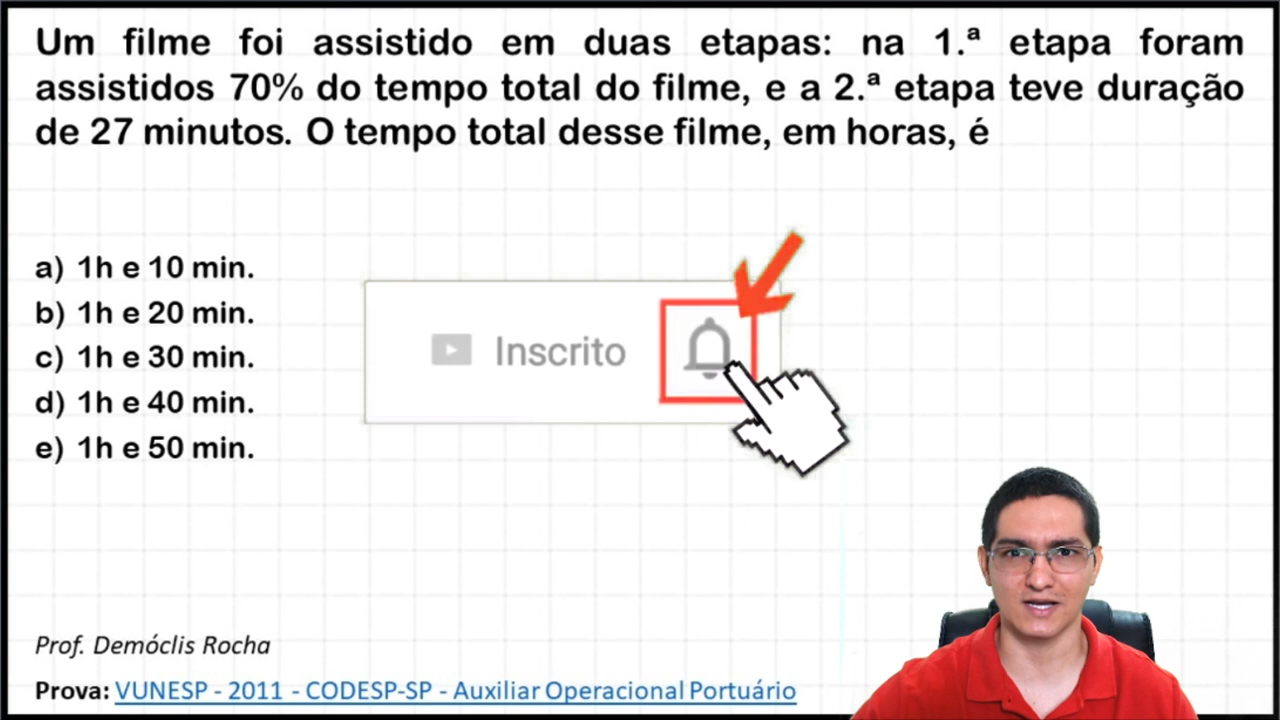 Um filme foi assistido em duas etapas: na 1.ª etapa foram
assistidos 70% do tempo total do filme, e a 2.ª etapa teve duração
de 27 minutos. O tempo total desse filme, em horas, é
a) 1h e 10 min.
b) 1h e 20 min.
c) 1h e 30 min.
d) 1h e 40 min.
e) 1h e 50 min.
Inscrito
Prof. Demóclis Rocha
Prova: VUNESP - 2011 - CODESP-SP - Auxiliar Operacional Portuário